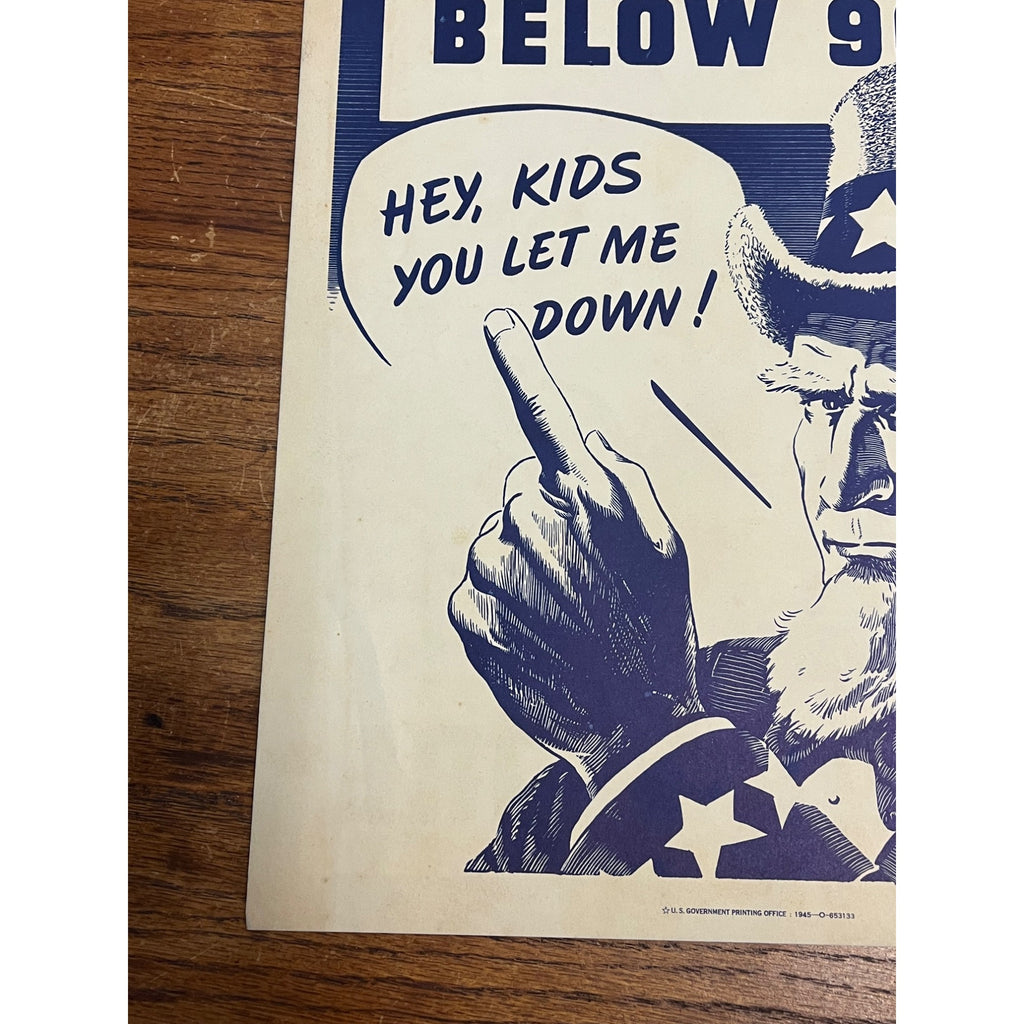 BELOW 9
HEY, KIDS
YOU LET ME
DOWN!
☆ U. S. GOVERNMENT PRINTING OFFICE : 1945—O-653133